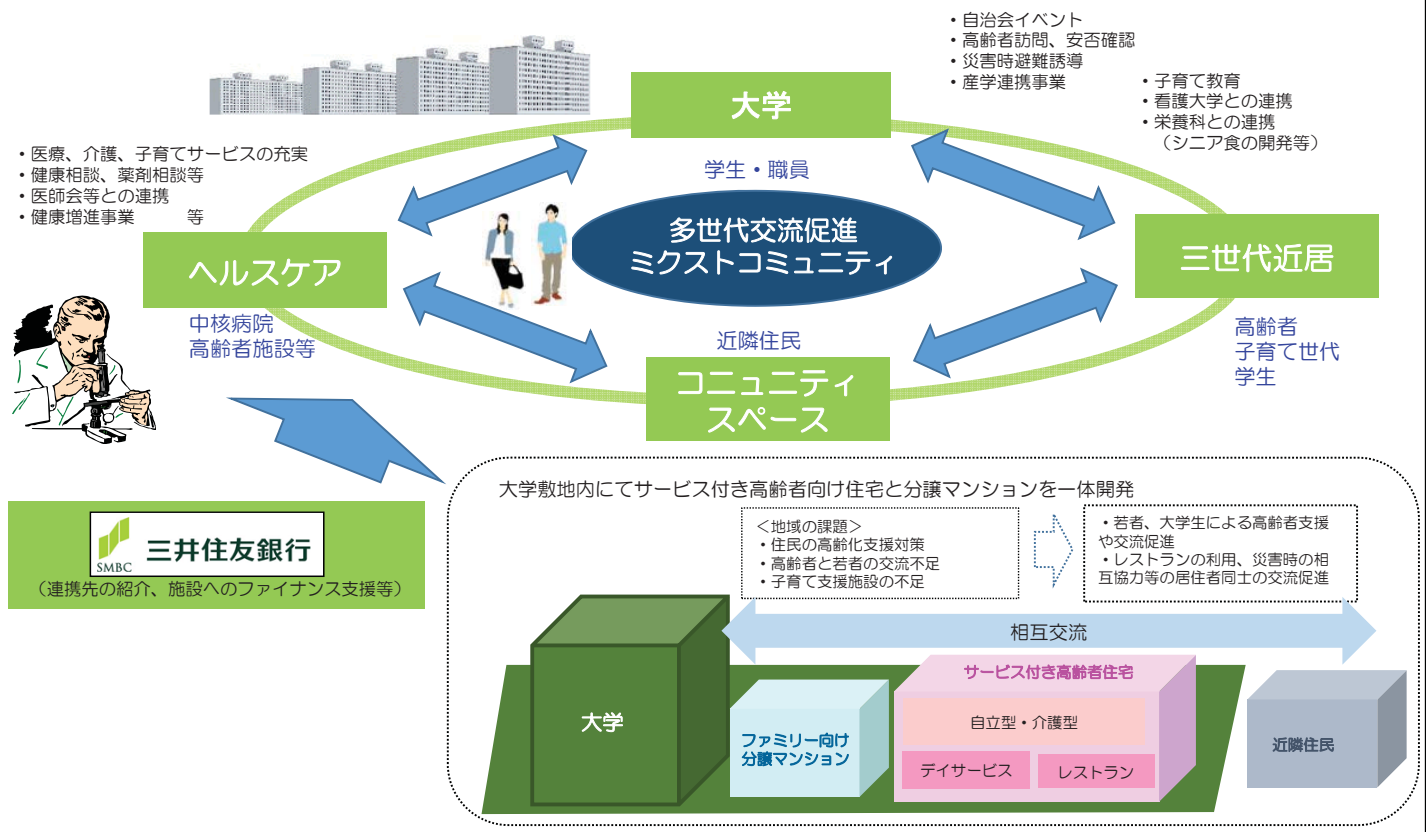 ・自治会イベント
・高齢者訪問、安否確認
・災害時避難誘導
・産学連携事業
・子育て教育
・看護大学との連携
・栄養科との連携
（シニア食の開発等）
大学
学生・職員
・医療、介護、子育てサービスの充実
・健康相談、薬剤相談等
・医師会等との連携
・健康増進事業　　等
多世代交流促進
ミクストコミュニティ
ヘルスケア
中核病院
高齢者施設等
三世代近居
高齢者
子育て世代
学生
近隣住民
コニュニティ
スペース
SMBC
三井住友銀行
（連携先の紹介、施設へのファイナンス支援等）
大学敷地内にてサービス付き高齢者向け住宅と分譲マンションを一体開発
＜地域の課題＞
・住民の高齢化支援対策
・高齢者と若者の交流不足
・子育て支援施設の不足
・若者、大学生による高齢者支援
や交流促進
・レストランの利用、災害時の相
互協力等の居住者同士の交流促進
相互交流
大学
ファミリー向け
分譲マンション
サービス付き高齢者住宅
自立型・介護型
デイサービス
レストラン
近隣住民